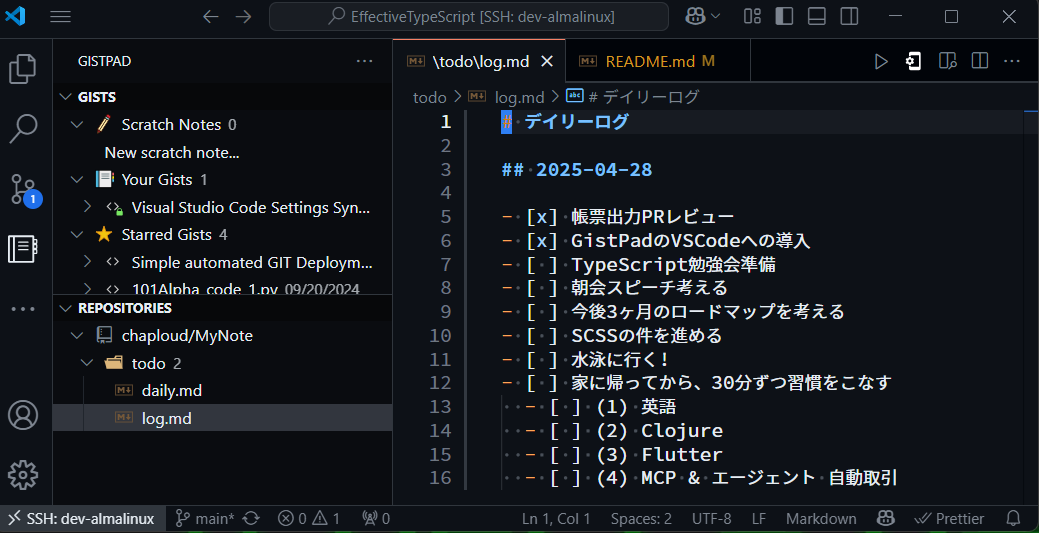 EffectiveTypeScript [SSH: dev-almalinux]
GISTPAD
GISTS
Scratch Notes 0
New scratch note...
Your Gists 1
Visual Studio Code Settings Syn...
Starred Gists 4
Simple automated GIT Deploym...
101Alpha_code_1.py 09/20/2024
REPOSITORIES
chaploud/MyNote
todo 2
daily.md
log.md
1
\todo\log.md
README.md M
todo > log.md > # デイリーログ
1 # デイリーログ
2
3 ## 2025-04-28
4
5 - [x] 帳票出力PRレビュー
6 - [x] GistPadのVSCodeへの導入
7 - [ ] TypeScript勉強会準備
8 - [ ] 朝会スピーチ考える
9 - [ ] 今後3ヶ月のロードマップを考える
10 - [ ] SCSSの件を進める
11 - [ ] 水泳に行く!
12 - [ ] 家に帰ってから、30分ずつ習慣をこなす
13 - [ ] (1) 英語
14 - [ ] (2) Clojure
15 - [ ] (3) Flutter
16 - [ ] (4) MCP & エージェント 自動取引
SSH: dev-almalinux main* 0 1 0 Ln 1, Col 1 Spaces: 2 UTF-8 LF Markdown Prettier